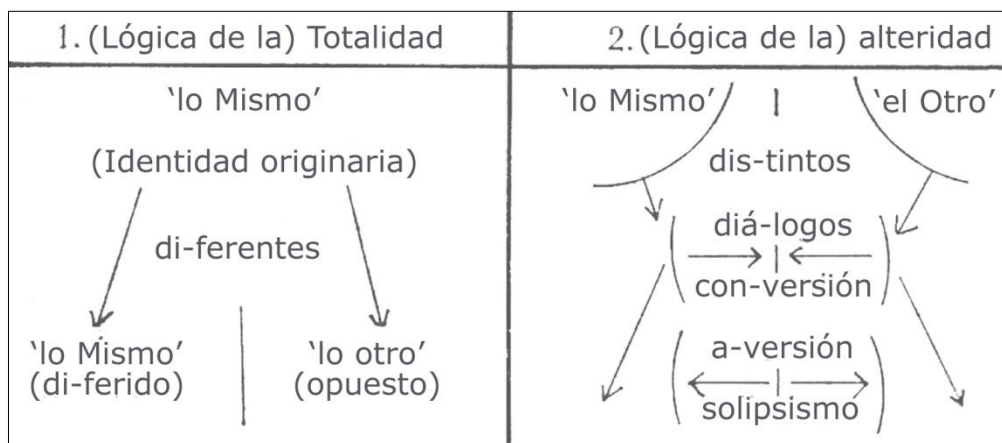 1. (Lógica de la) Totalidad
‘lo Mismo’
(Identidad originaria)
di-ferentes
‘lo Mismo’
(di-ferido)
‘lo otro’
(opuesto)
2. (Lógica de la) alteridad
‘lo Mismo’
‘el Otro’
dis-tintos
diá-logos
con-versión
a-versión
solipsismo